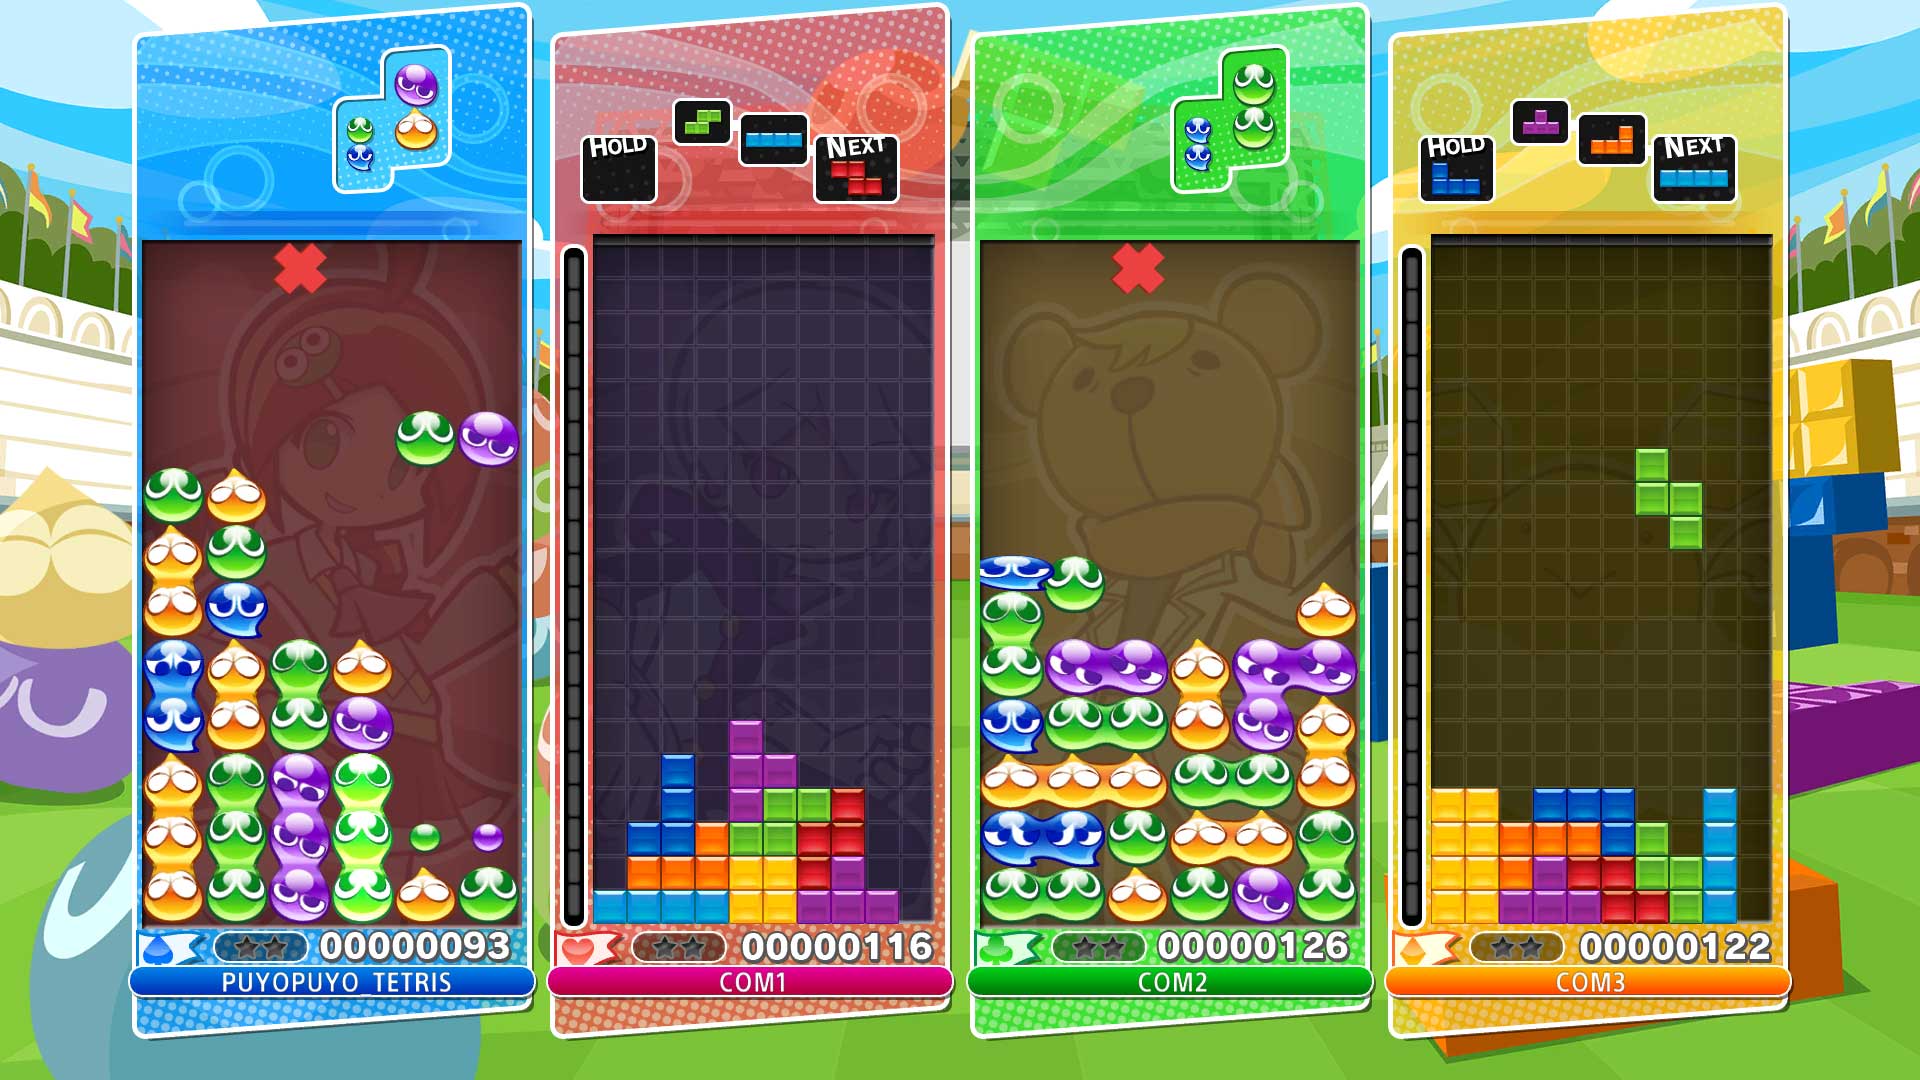 HOLD
NEXT
HOLD
NEXT
00000093
00000116
00000126
00000122
PUYOPUYO_TETRIS
COM1
COM2
COM3